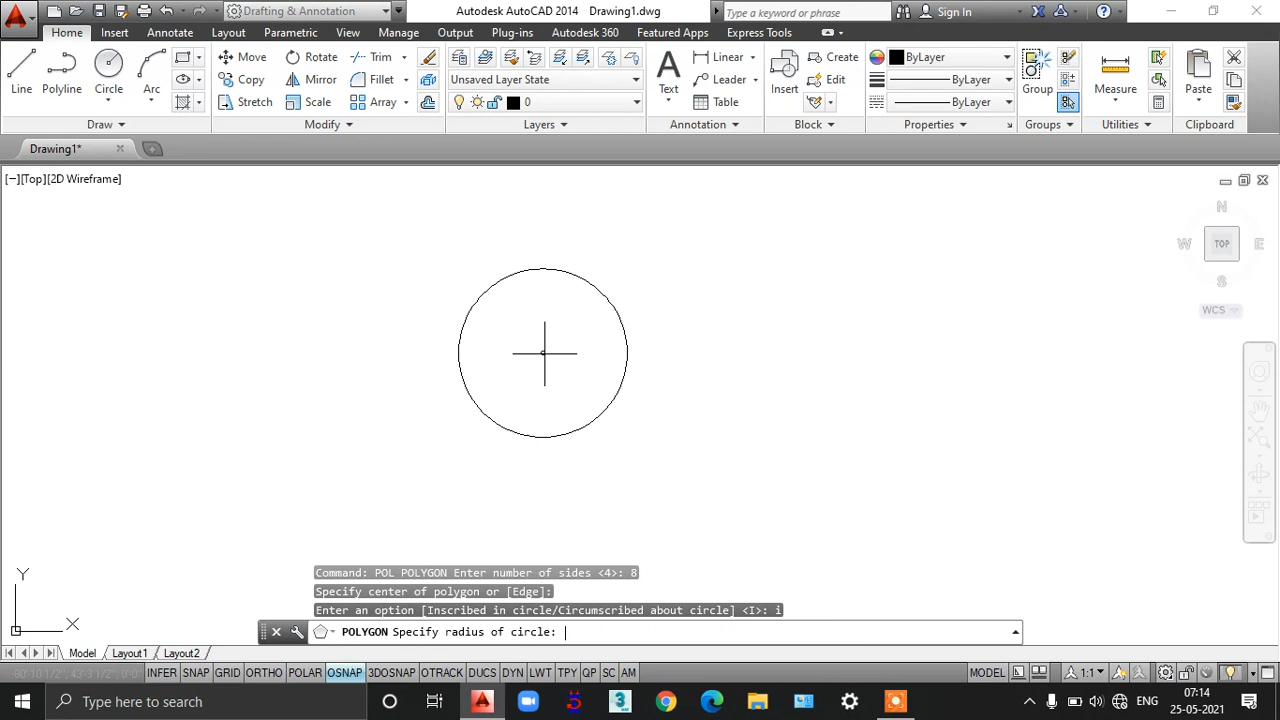 Drafting & Annotation
Autodesk AutoCAD 2014 Drawing1.dwg
Type a keyword or phrase
Sign In
Home Insert Annotate Layout Parametric View Manage Output Plug-ins Autodesk 360 Featured Apps Express Tools
Line
Polyline
Circle
Arc
Move
Copy
Stretch
Rotate
Mirror
Scale
Trim
Fillet
Array
Unsaved Layer State
0
Text
Linear
Leader
Table
Insert
Create
Edit
ByLayer
ByLayer
ByLayer
Group
Measure
Paste
Draw
Modify
Layers
Annotation
Block
Properties
Groups
Utilities
Clipboard
Drawing1*
[−][Top][2D Wireframe]
N
W
TOP
E
S
WCS
Y
X
Command: POL POLYGON Enter number of sides <4>: 8
Specify center of polygon or [Edge]:
Enter an option [Inscribed in circle/Circumscribed about circle] <I>: i
POLYGON Specify radius of circle:
Model Layout1 Layout2
INFER SNAP GRID ORTHO POLAR OSNAP 3DOSNAP OTRACK DUCS DYN LWT TPY QP SC AM
MODEL
1:1
Type here to search
3
ENG
07:14
25-05-2021